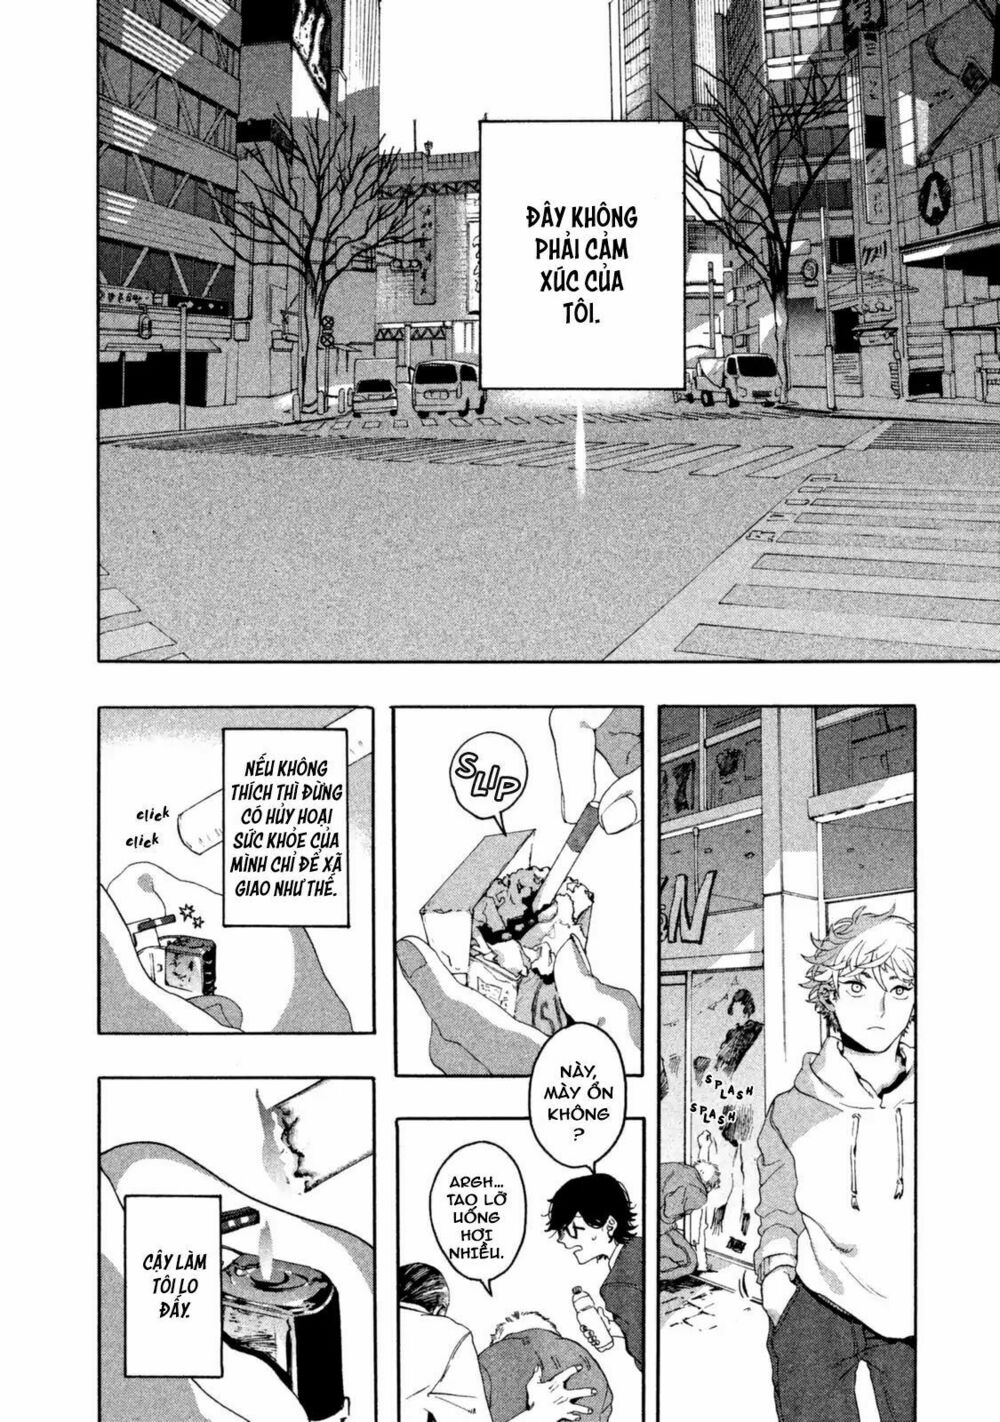 ĐÂY KHÔNG
PHẢI CẢM
XÚC CỦA
TÔI.
A
SPLASH
SPLASH
SLIP
NÀY,
MÀY ỔN
KHÔNG
?
ARGH...
TAO LỠ
UỐNG
HƠI
NHIỀU.
click
click
NẾU KHÔNG
THÍCH THÌ ĐỪNG
CÓ HỦY HOẠI
SỨC KHỎE CỦA
MÌNH CHỈ ĐỂ XÃ
GIAO NHƯ THẾ.
CẬY LÀM
TÔI LO
ĐẤY.